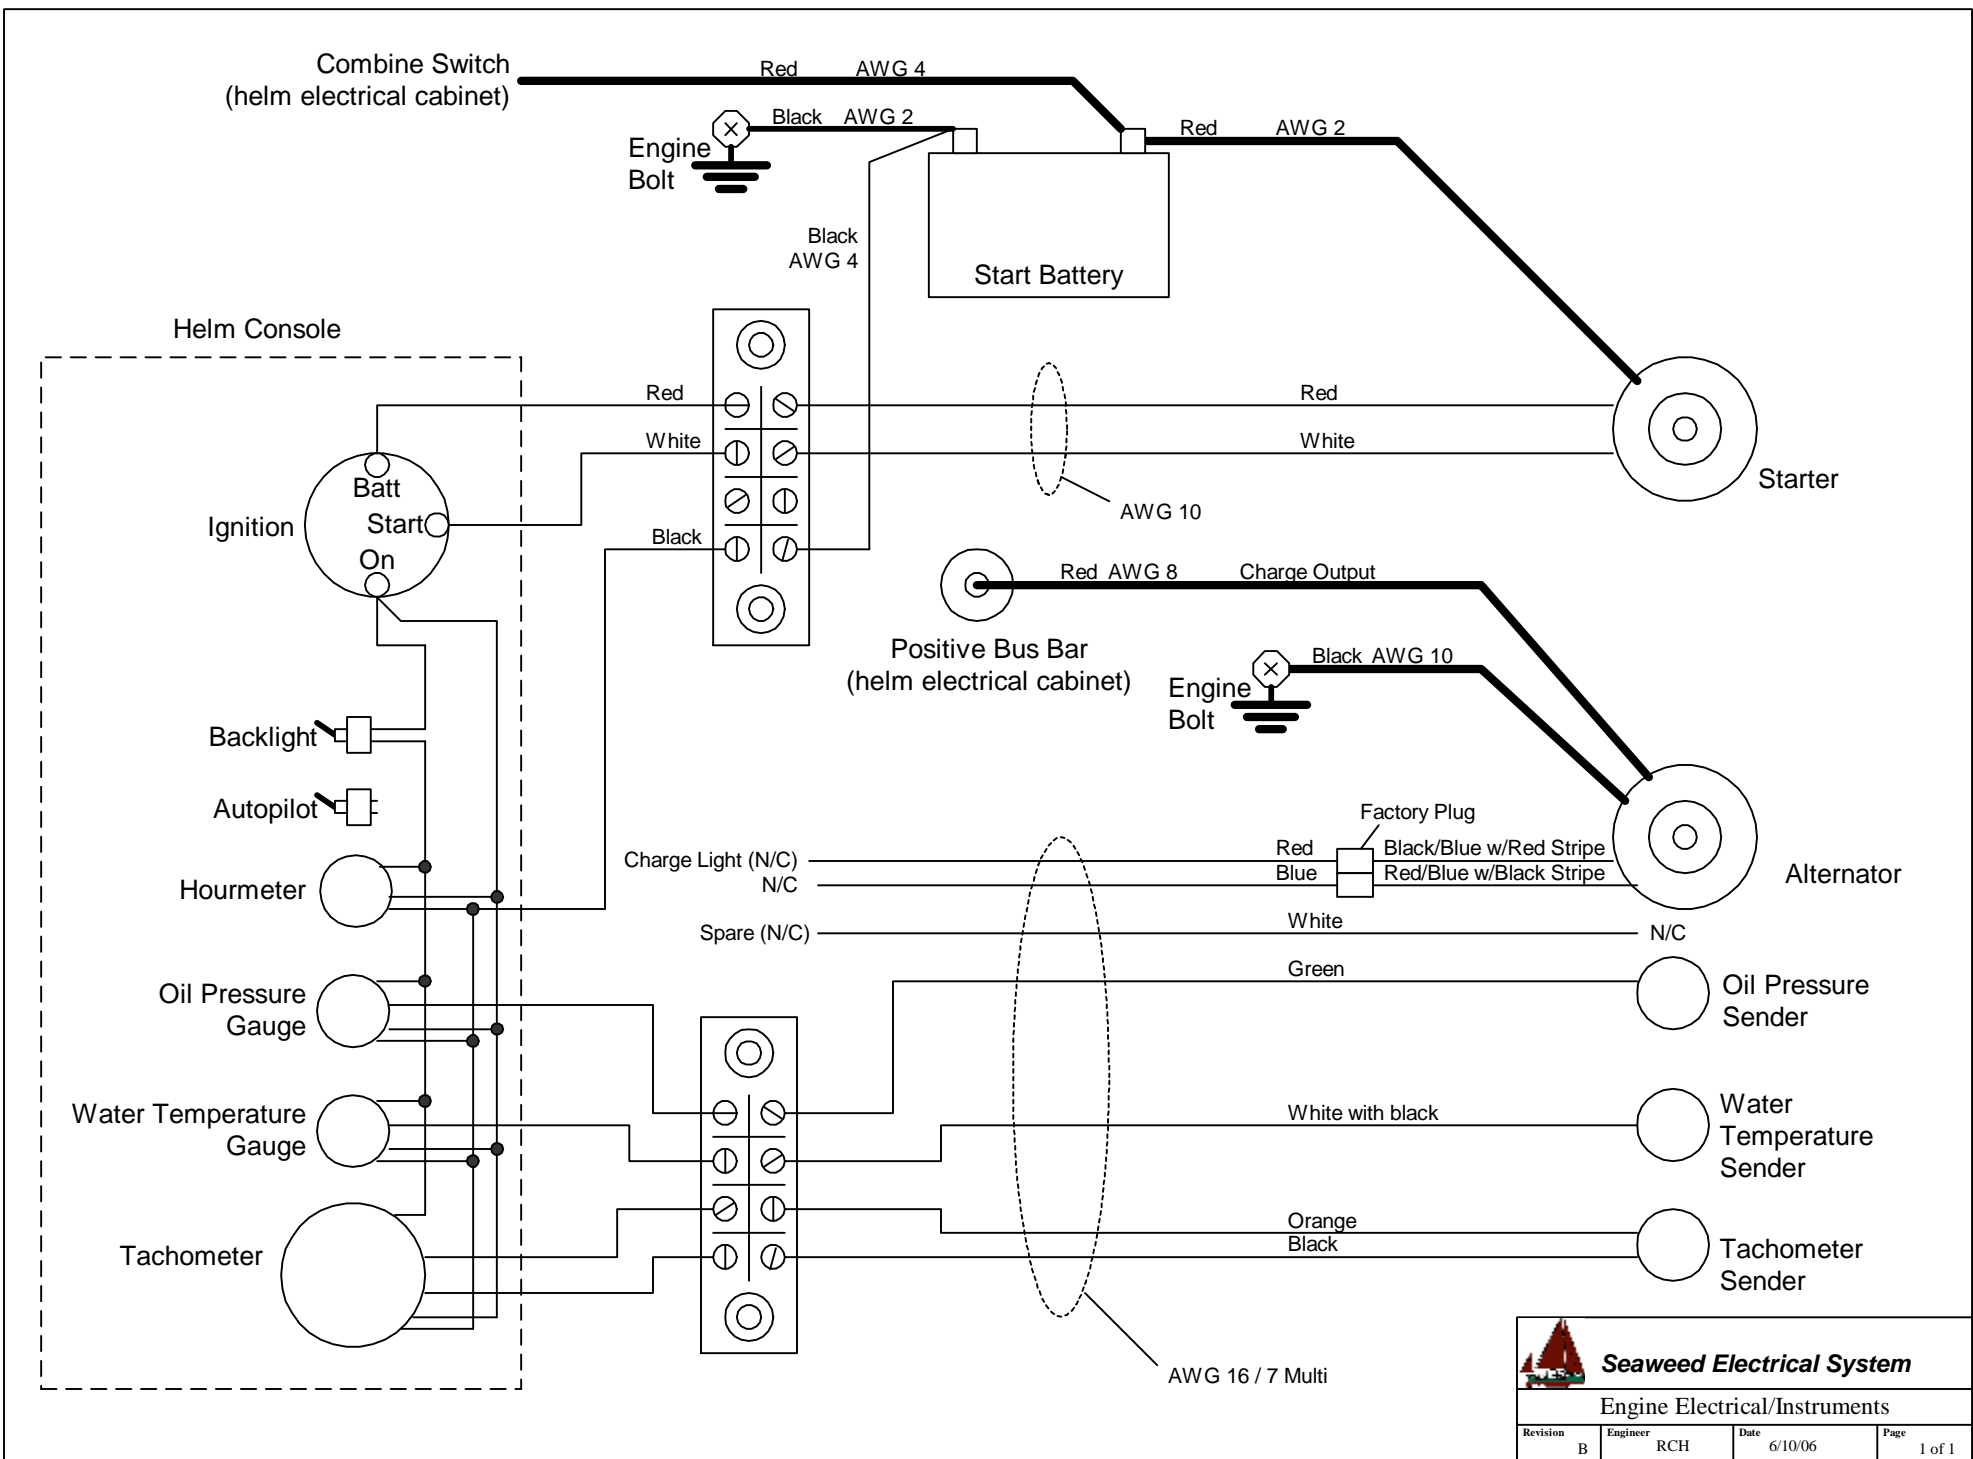 Combine Switch
(helm electrical cabinet)
Red AWG 4
Black AWG 2
Red AWG 2
Engine
Bolt
Black
AWG 4
Start Battery
Helm Console
Red
Red
White
White
Batt
Start
On
Ignition
Starter
AWG 10
Black
Red AWG 8 Charge Output
Positive Bus Bar
(helm electrical cabinet)
Black AWG 10
Engine
Bolt
Backlight
Autopilot
Factory Plug
Charge Light (N/C)
Red
Black/Blue w/Red Stripe
N/C
Blue
Red/Blue w/Black Stripe
Alternator
Hourmeter
Spare (N/C)
White
N/C
Green
Oil Pressure
Gauge
Oil Pressure
Sender
Water Temperature
Gauge
White with black
Water
Temperature
Sender
Tachometer
Orange
Black
Tachometer
Sender
AWG 16 / 7 Multi
Seaweed Electrical System
Engine Electrical/Instruments
Revision B
Engineer RCH
Date 6/10/06
Page 1 of 1